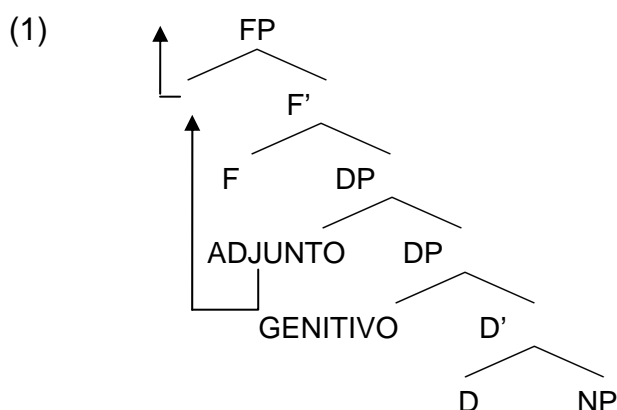 (1) FP
F’
F DP
ADJUNTO DP
GENITIVO D’
D NP